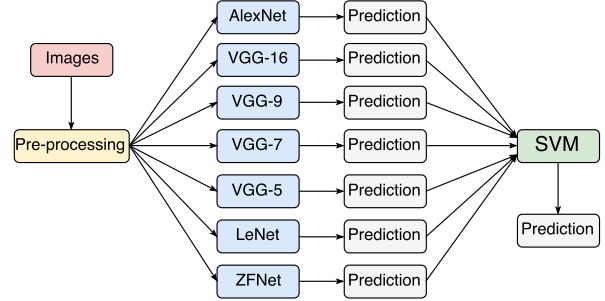 AlexNet
Prediction
Images
VGG-16
Prediction
VGG-9
Prediction
Pre-processing
VGG-7
Prediction
SVM
VGG-5
Prediction
LeNet
Prediction
Prediction
ZFNet
Prediction